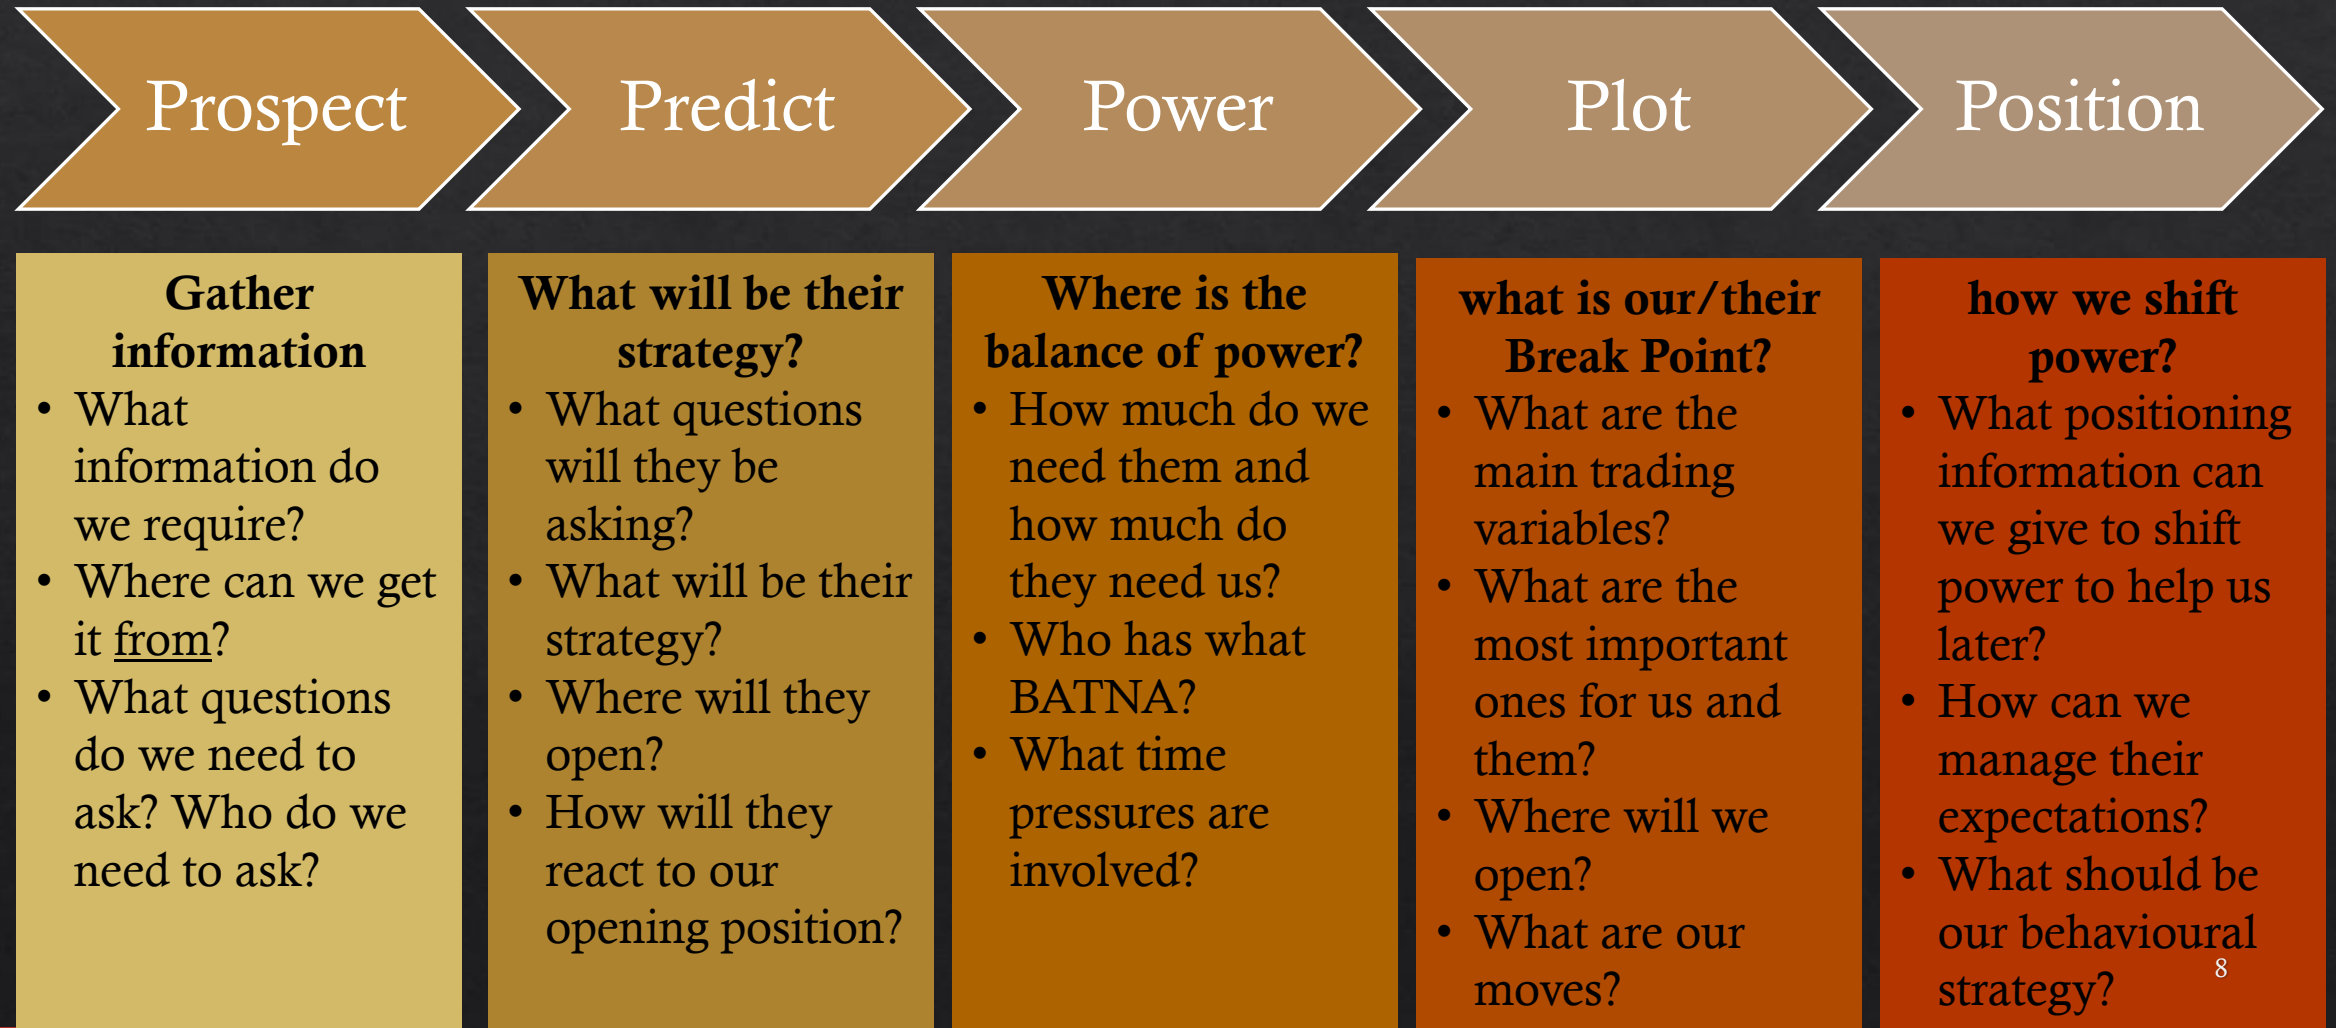 Prospect
Predict
Power
Plot
Position
Gather
information
• What
information do
we require?
• Where can we get
it from?
• What questions
do we need to
ask? Who do we
need to ask?
What will be their
strategy?
• What questions
will they be
asking?
• What will be their
strategy?
• Where will they
open?
• How will they
react to our
opening position?
Where is the
balance of power?
• How much do we
need them and
how much do
they need us?
• Who has what
BATNA?
• What time
pressures are
involved?
what is our/their
Break Point?
• What are the
main trading
variables?
• What are the
most important
ones for us and
them?
• Where will we
open?
• What are our
moves?
how we shift
power?
• What positioning
information can
we give to shift
power to help us
later?
• How can we
manage their
expectations?
• What should be
our behavioural
strategy?
8